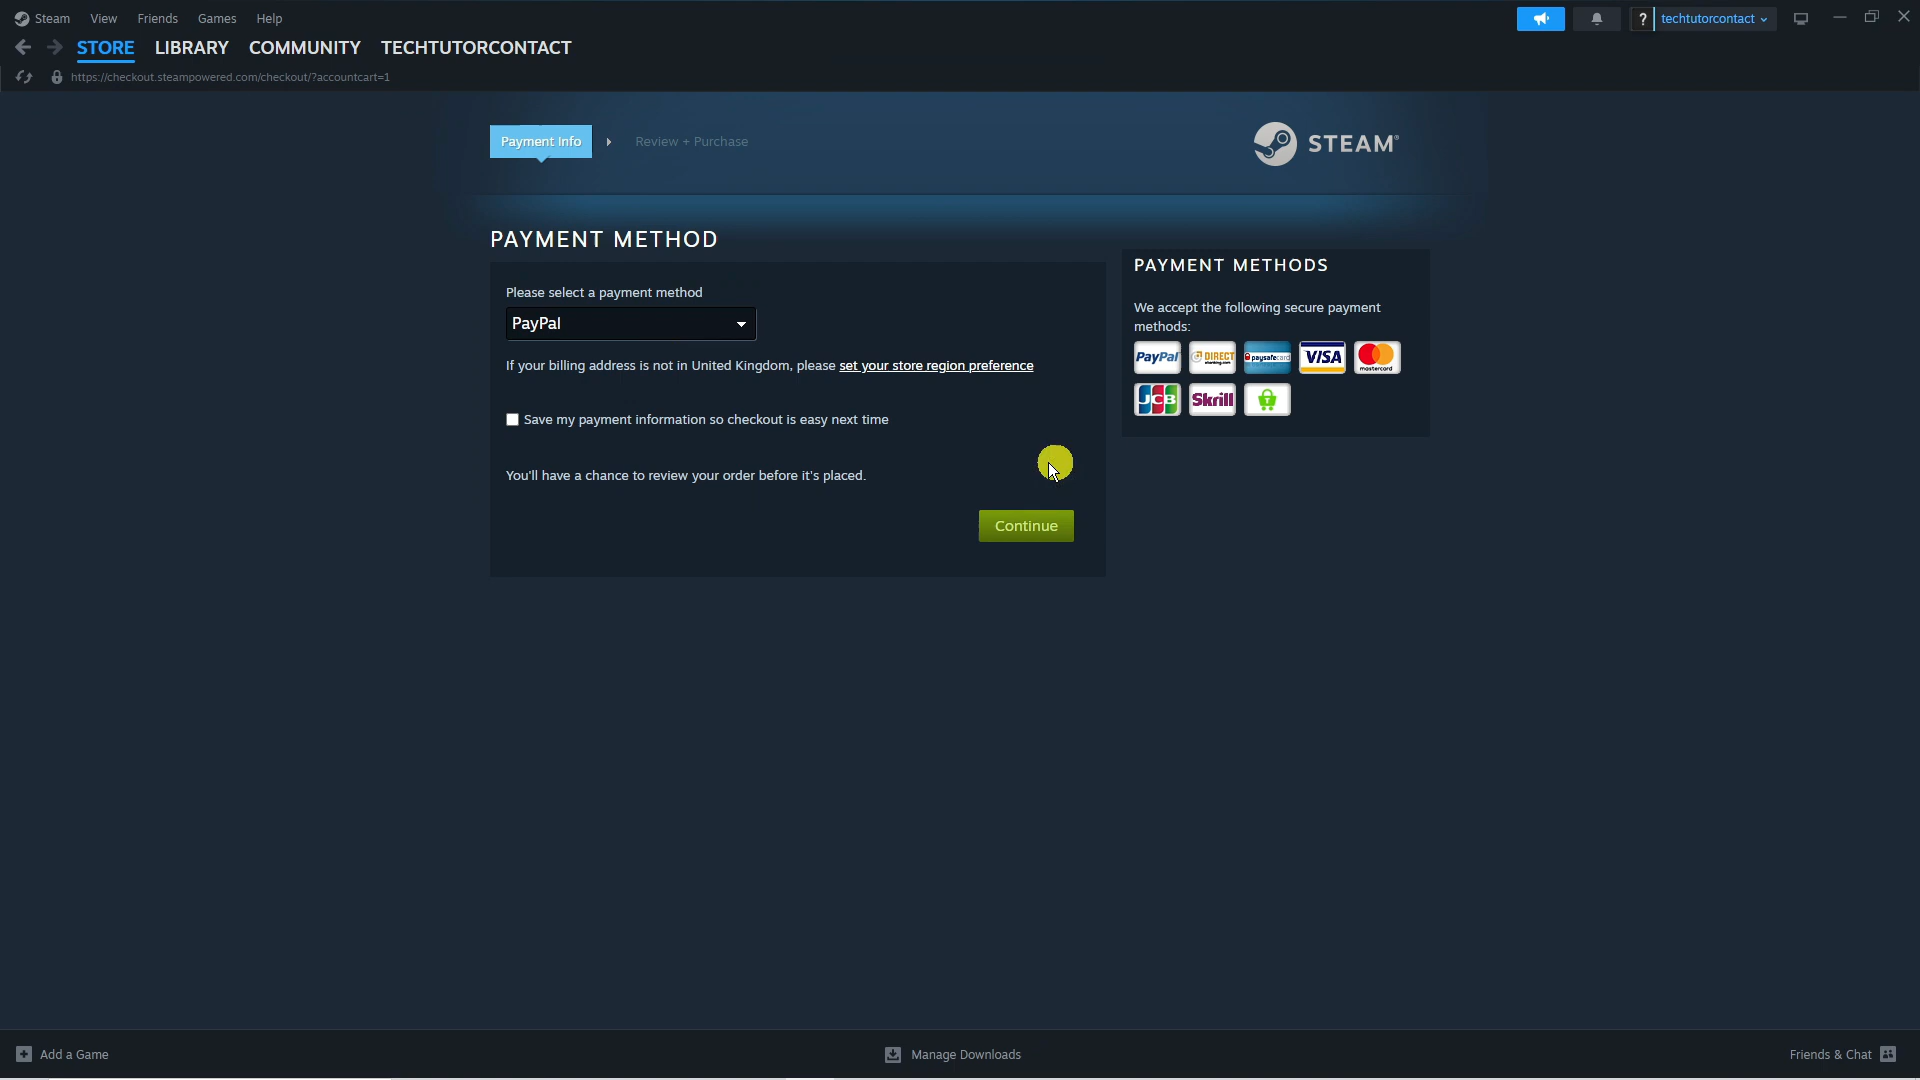 Steam View Friends Games Help
? techtutorcontact
STORE LIBRARY COMMUNITY TECHTUTORCONTACT
https://checkout.steampowered.com/checkout/?accountcart=1
Payment Info Review + Purchase
STEAM®
PAYMENT METHOD
Please select a payment method
PayPal
If your billing address is not in United Kingdom, please set your store region preference
Save my payment information so checkout is easy next time
You'll have a chance to review your order before it's placed.
Continue
PAYMENT METHODS
We accept the following secure payment
methods:
PayPal DIRECT paysafecard VISA mastercard
JCB Skrill
Add a Game
Manage Downloads
Friends & Chat